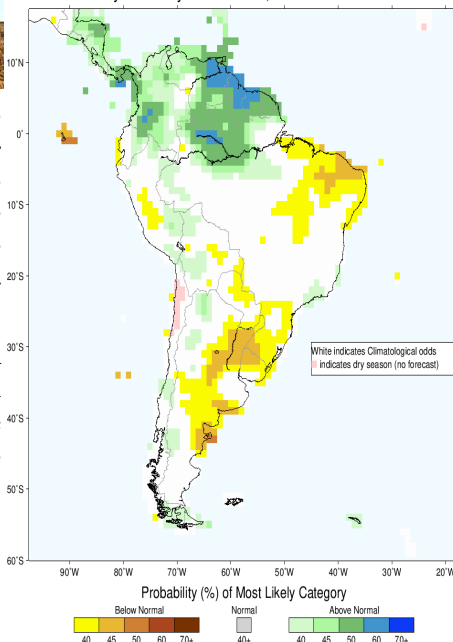 10°N
0°
10°S
20°S
30°S
40°S
50°S
60°S
White indicates Climatological odds
indicates dry season (no forecast)
90°W 80°W 70°W 60°W 50°W 40°W 30°W 20°W
Probability (%) of Most Likely Category
Below Normal Normal Above Normal
40 45 50 60 70+ 40+ 40 45 50 60 70+